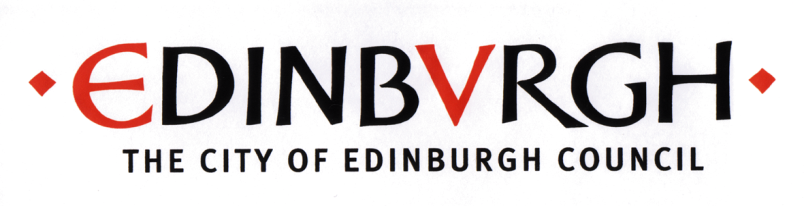 EDINBVRGH
THE CITY OF EDINBURGH COUNCIL